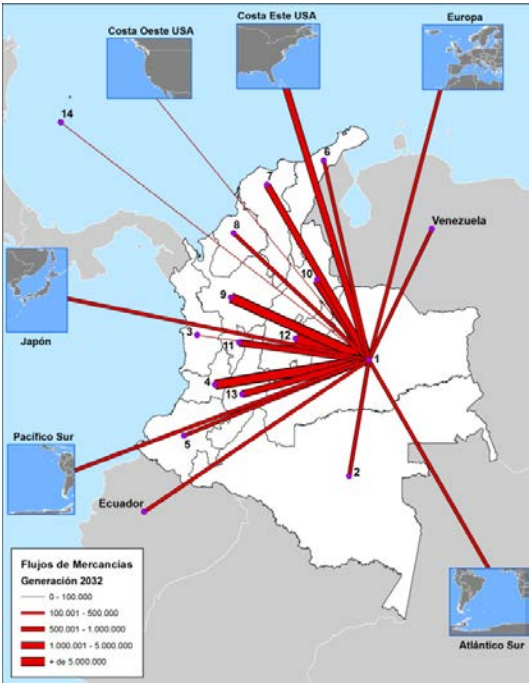 Costa Oeste USA
Costa Este USA
Europa
14
6
7
8
Venezuela
10
9
Japón
3
11
12
1
4
13
5
Pacífico Sur
2
Ecuador
Flujos de Mercancías
Generación 2032
0 - 100.000
100.001 - 500.000
500.001 - 1.000.000
1.000.001 - 5.000.000
+ de 5.000.000
Atlántico Sur